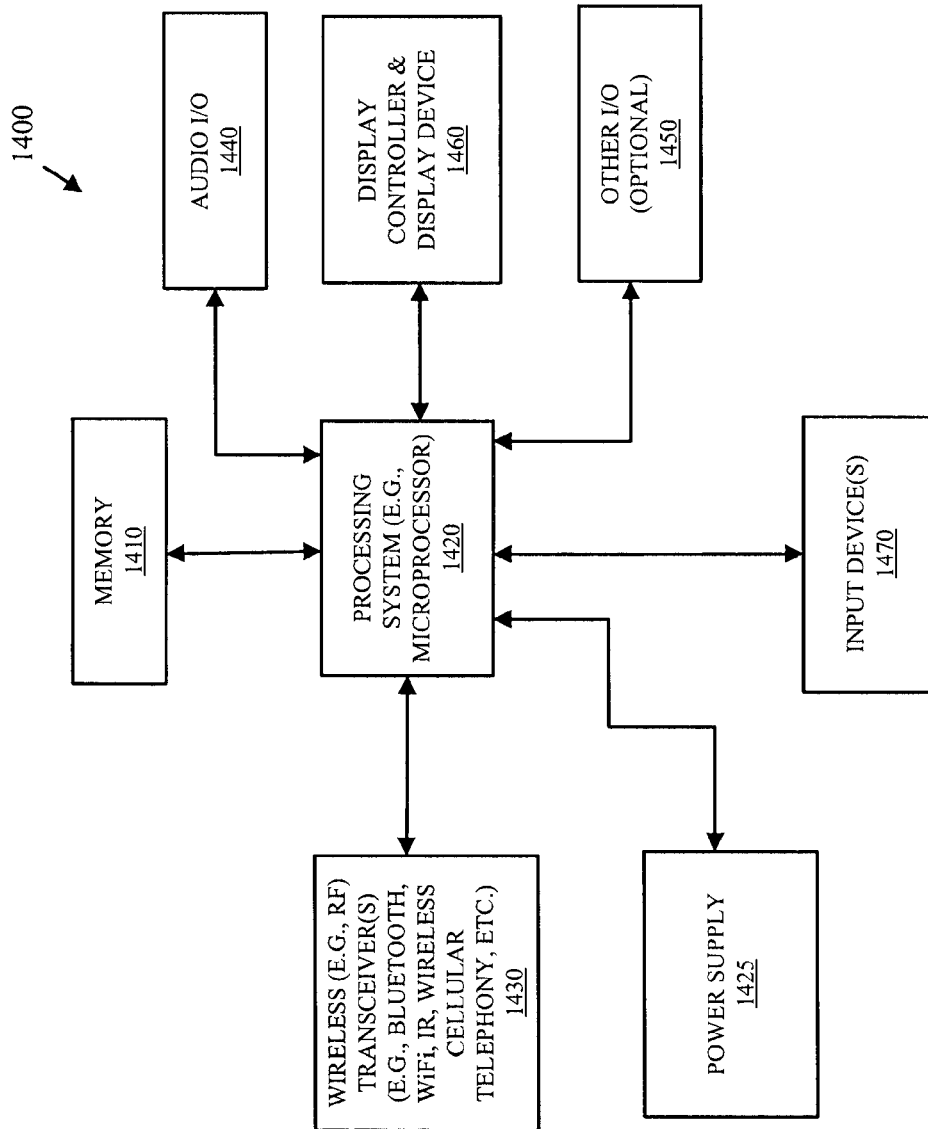 1400
MEMORY
1410
AUDIO I/O
1440
PROCESSING
SYSTEM (E.G.,
MICROPROCESSOR)
1420
DISPLAY
CONTROLLER &
DISPLAY DEVICE
1460
OTHER I/O
(OPTIONAL)
1450
INPUT DEVICE(S)
1470
WIRELESS (E.G., RF)
TRANSCEIVER(S)
(E.G., BLUETOOTH,
WiFi, IR, WIRELESS
CELLULAR
TELEPHONY, ETC.)
1430
POWER SUPPLY
1425